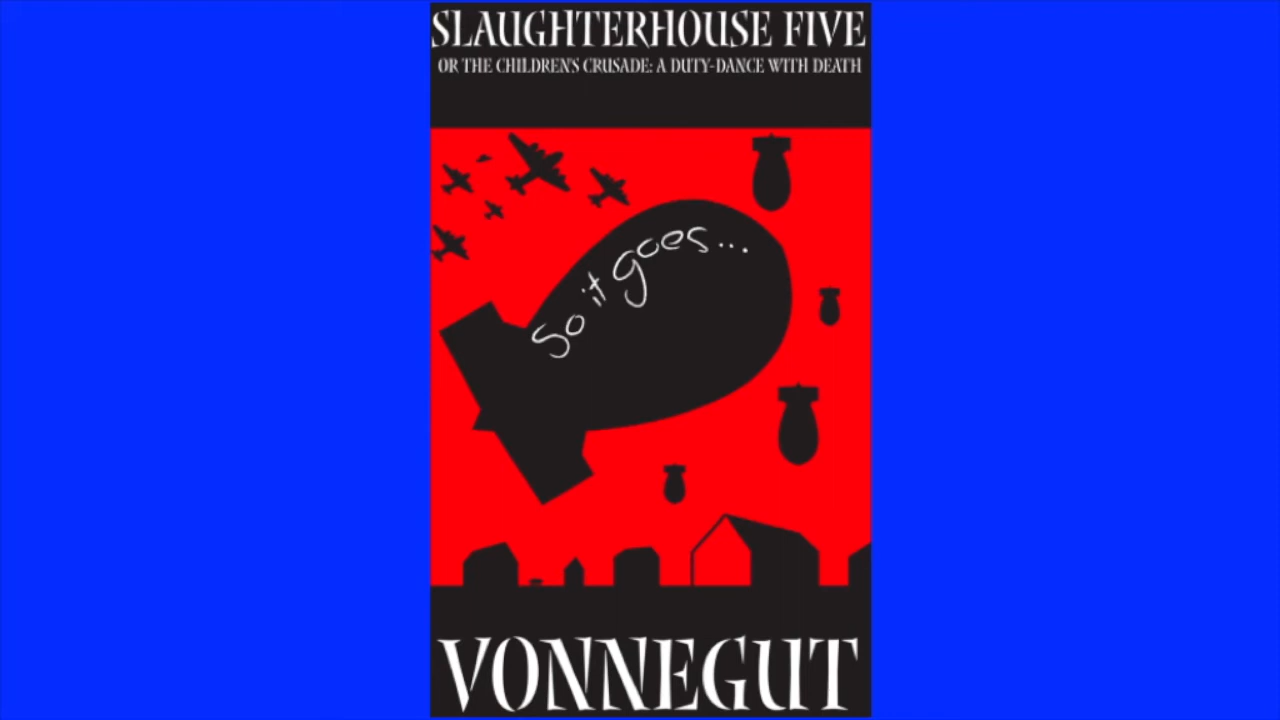 SLAUGHTERHOUSE FIVE
OR THE CHILDREN'S CRUSADE: A DUTY-DANCE WITH DEATH
So it goes...
VONNEGUT